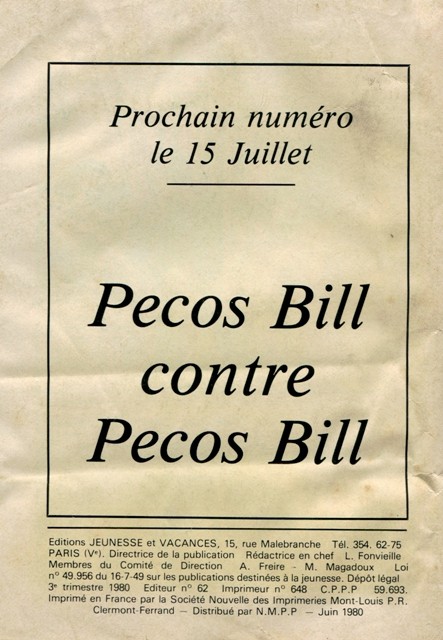 Prochain numéro
le 15 Juillet
Pecos Bill
contre
Pecos Bill
Editions JEUNESSE et VACANCES, 15, rue Malebranche Tél. 354. 62-75
PARIS (Vᵉ). Directrice de la publication Rédactrice en chef L. Fonvieille
Membres du Comité de Direction A. Freire - M. Magadoux Loi
nº 49.956 du 16-7-49 sur les publications destinées à la jeunesse. Dépôt légal
3ᵉ trimestre 1980 Editeur nº 62 Imprimeur nº 648 C.P.P.P 59.693.
Imprimé en France par la Société Nouvelle des Imprimeries Mont-Louis P.R.
Clermont-Ferrand — Distribué par N.M.P.P — Juin 1980